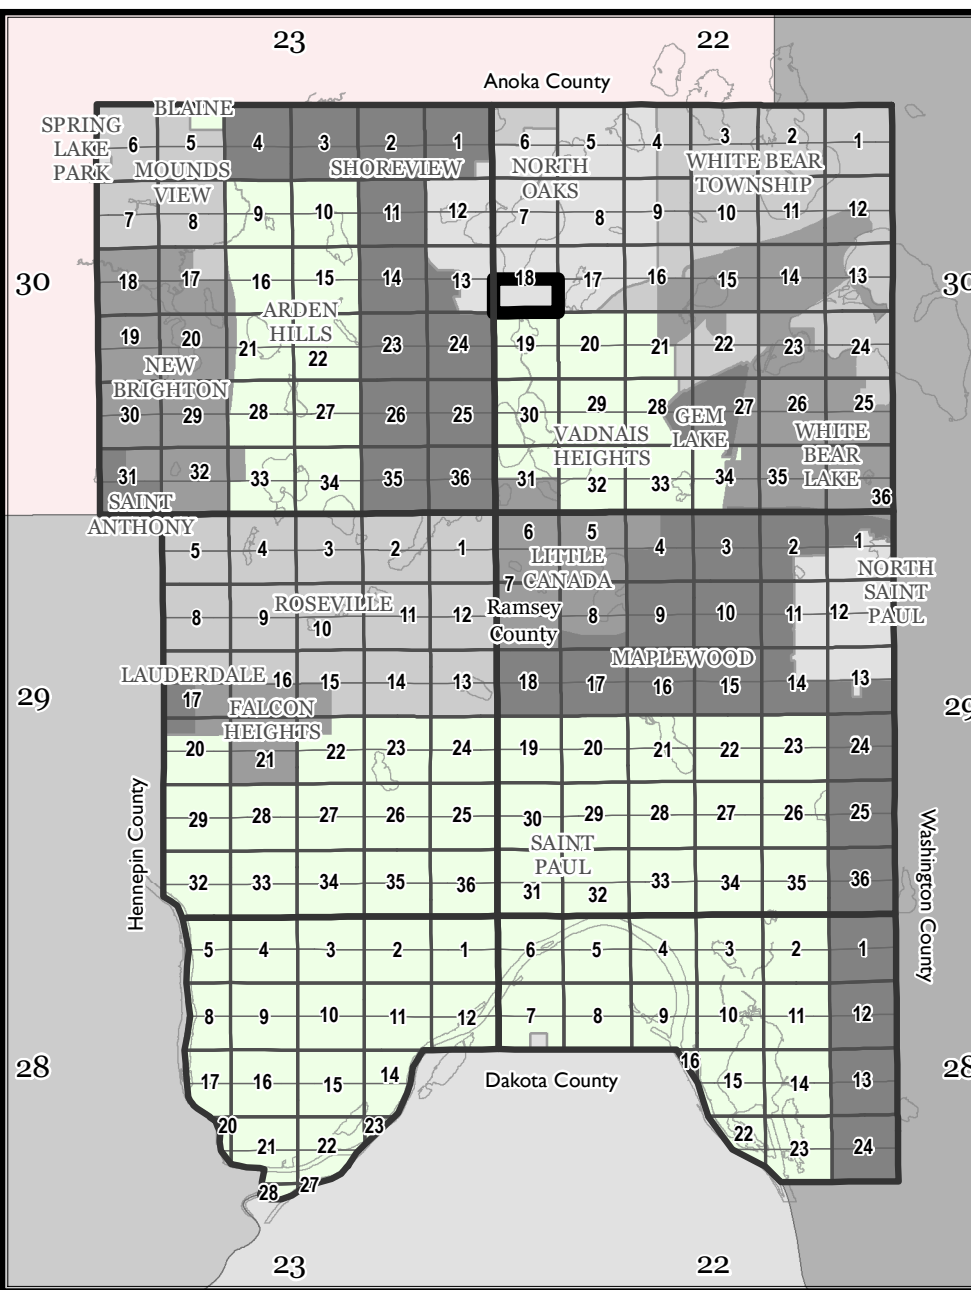 23 22
Anoka County
BLAINE
SPRING
LAKE
PARK
6 5 4 3 2 1 6 5 4 3 2 1
MOUNDS
VIEW
SHOREVIEW
NORTH
OAKS
WHITE BEAR
TOWNSHIP
7 8 9 10 11 12 7 8 9 10 11 12
30 18 17 16 15 14 13 18 17 16 15 14 13 30
ARDEN
HILLS
19 20 21 22 23 24 19 20 21 22 23 24
NEW
BRIGHTON
30 29 28 27 26 25 30 29 28 27 26 25
GEM
LAKE
VADNAIS
HEIGHTS
WHITE
BEAR
LAKE
31 32 33 34 35 36 31 32 33 34 35 36
SAINT
ANTHONY
5 4 3 2 1 6 5 4 3 2 1
LITTLE
CANADA
NORTH
SAINT
PAUL
8 9 10 11 12 7 8 9 10 11 12
ROSEVILLE
Ramsey
County
MAPLEWOOD
LAUDERDALE
29 17 16 15 14 13 18 17 16 15 14 13 29
FALCON
HEIGHTS
20 21 22 23 24 19 20 21 22 23 24
29 28 27 26 25 30 29 28 27 26 25
Hennepin County
Washington County
SAINT
PAUL
32 33 34 35 36 31 32 33 34 35 36
5 4 3 2 1 6 5 4 3 2 1
8 9 10 11 12 7 8 9 10 11 12
28 17 16 15 14 16 15 14 13 28
Dakota County
20 21 22 23 22 23 24
28 27
23 22